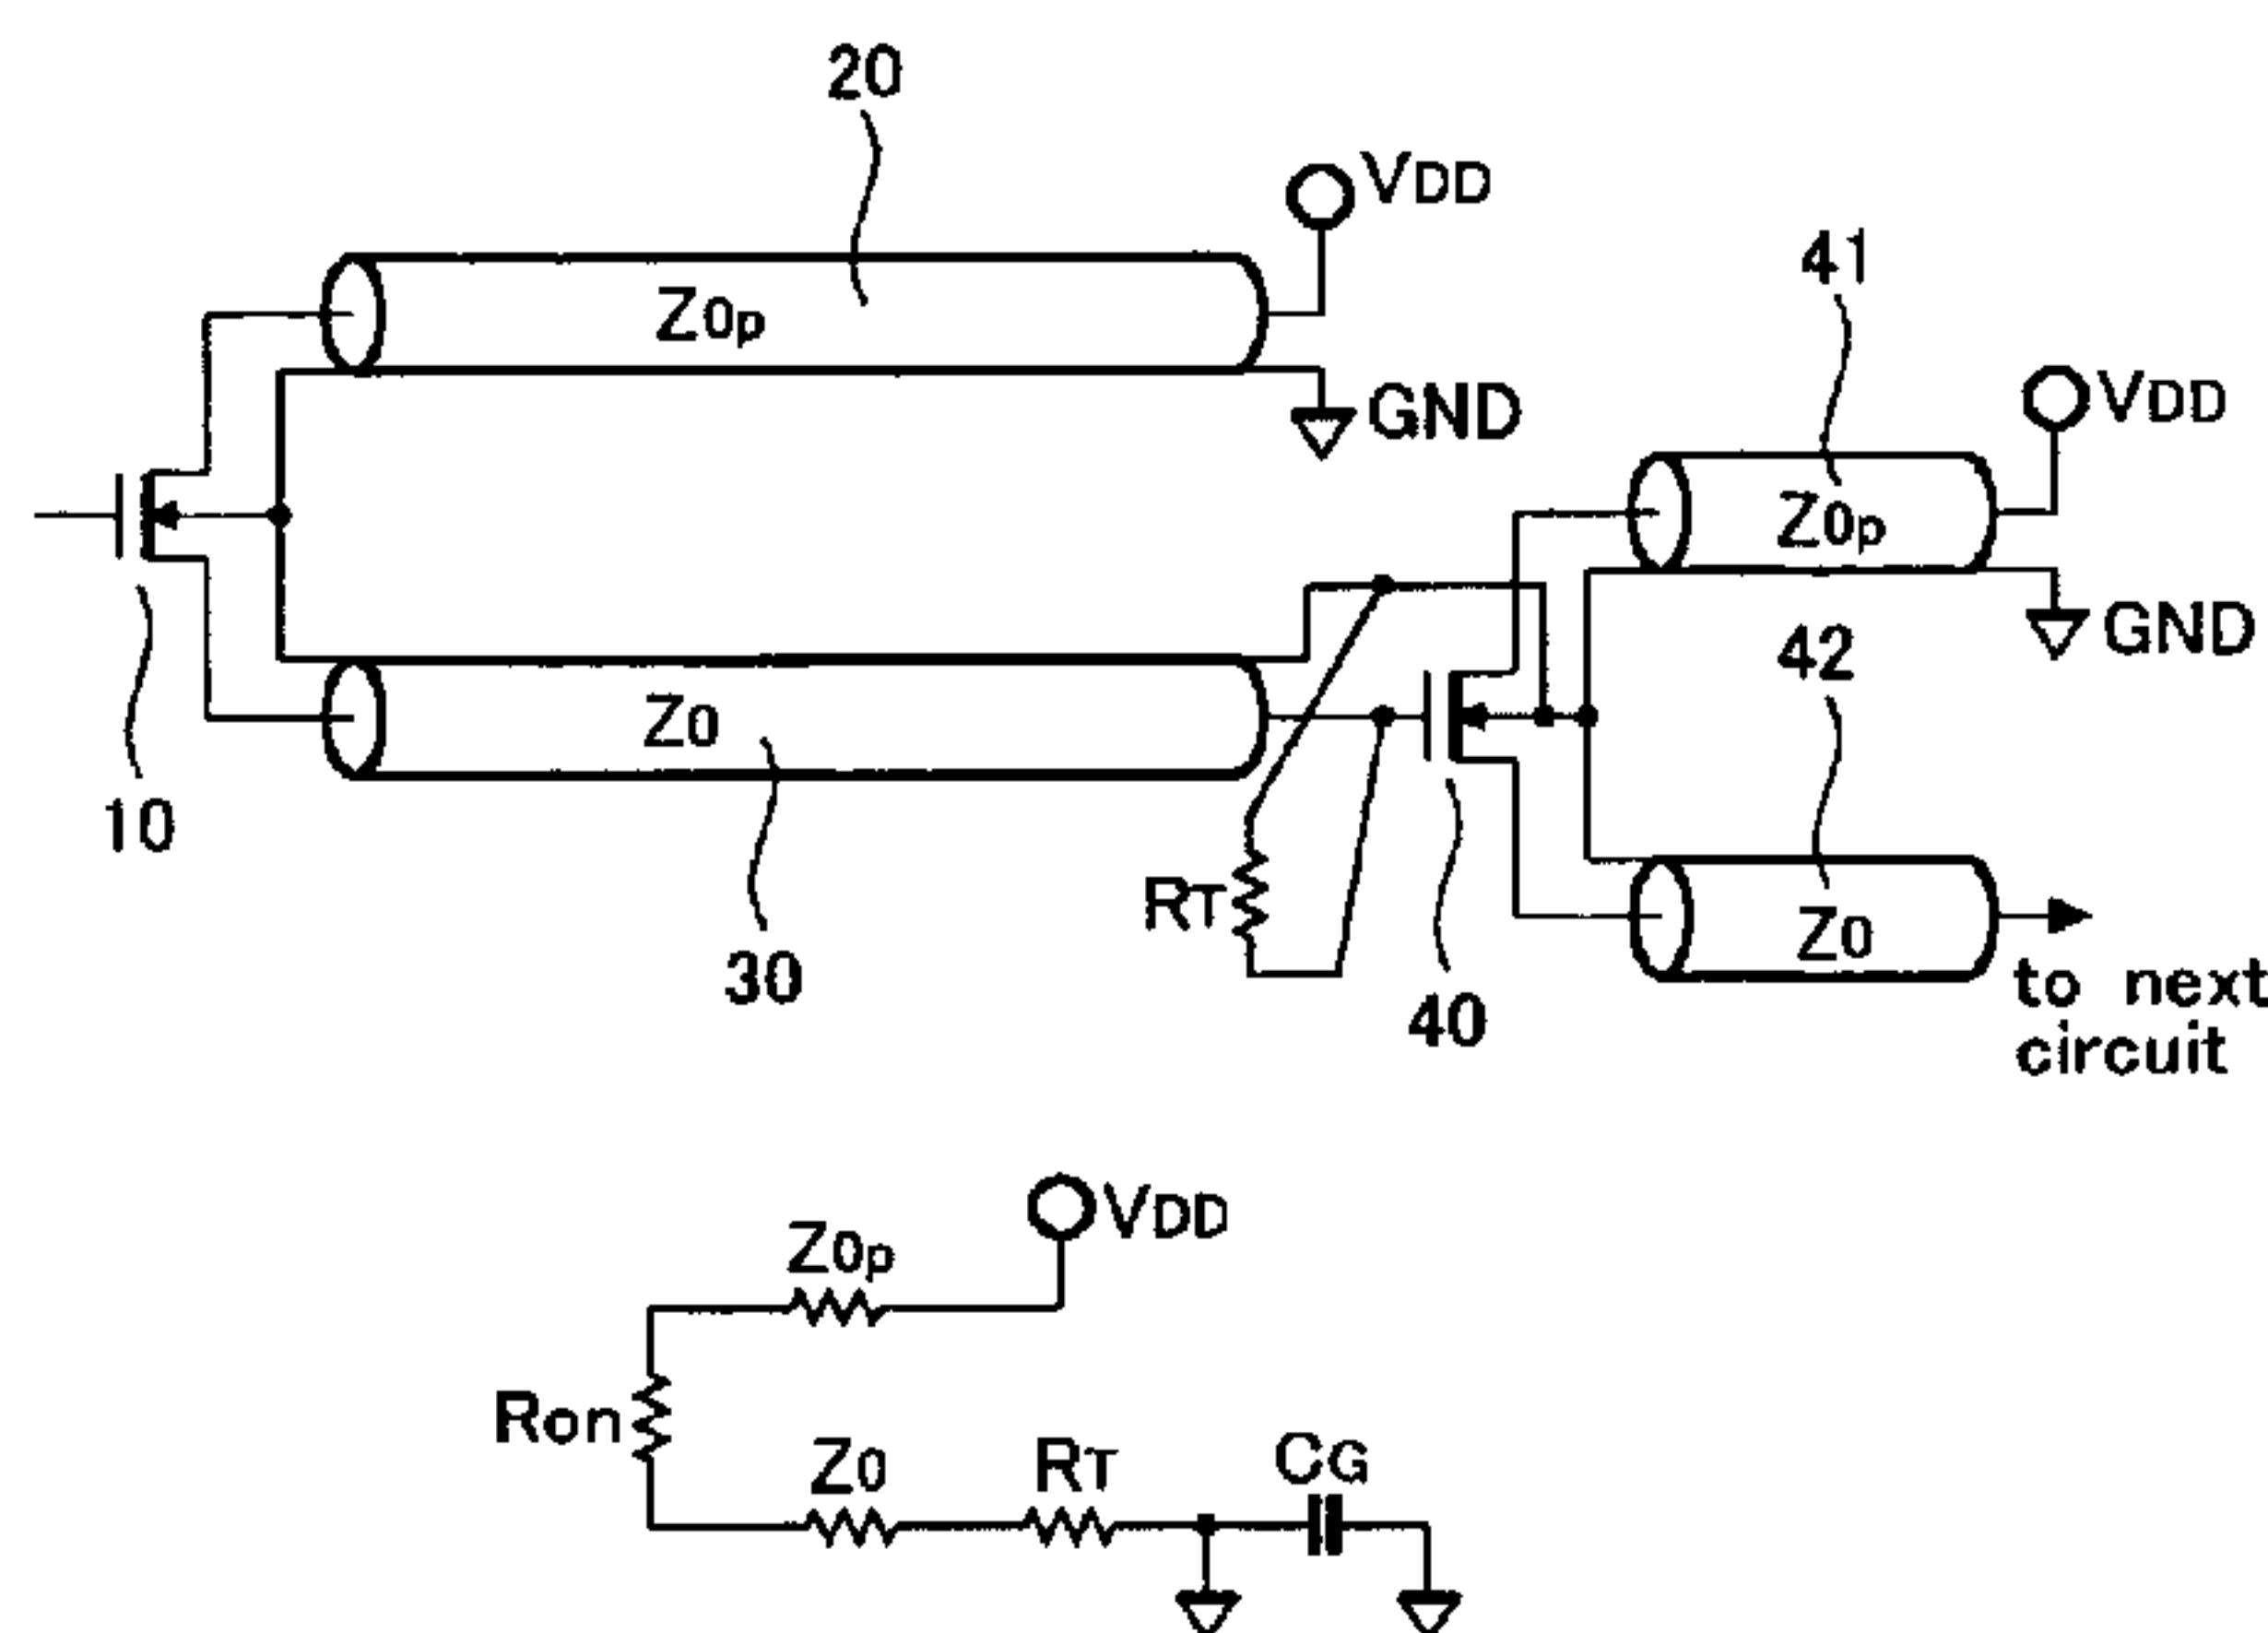 20
VDD
41
Z0p
VDD
GND
Z0p
42
GND
Z0
10
RT
30
40
Z0
to next
circuit
VDD
Z0p
Ron
Z0
RT
CG